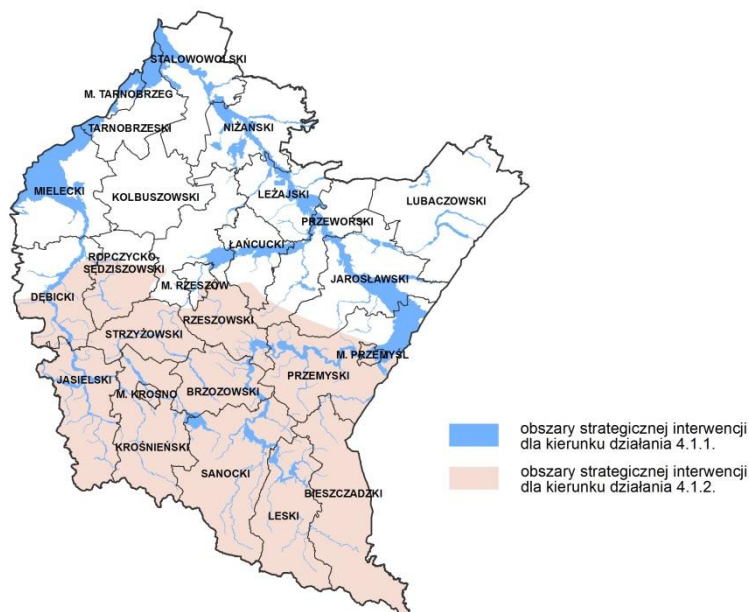 STALOWOWOLSKI
M. TARNOBRZEG
TARNOBRZESKI
NIŻAŃSKI
MIELECKI
KOLBUSZOWSKI
LEŻAJSKI
LUBACZOWSKI
PRZEWORSKI
ŁAŃCUCKI
ROPCZYCKO-
SĘDZISZOWSKI
JAROSŁAWSKI
M. RZESZÓW
DĘBICKI
RZESZOWSKI
STRZYŻOWSKI
M. PRZEMYŚL
JASIELSKI
PRZEMYSKI
M. KROSNO
BRZOZOWSKI
KROŚNIEŃSKI
SANOCKI
BIESZCZADZKI
LESKI
obszary strategicznej interwencji
dla kierunku działania 4.1.1.
obszary strategicznej interwencji
dla kierunku działania 4.1.2.